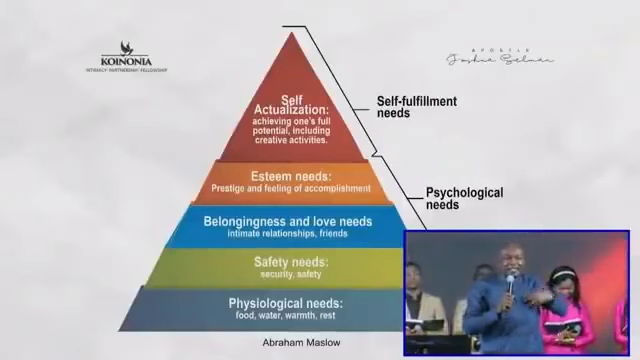 KOINONIA
INTIMACY· PARTNERSHIP· FELLOWSHIP
APOSTLE
Joshua Selman
Self
Actualization:
achieving one's full
potential, including
creative activities.
Self-fulfillment
needs
Esteem needs:
Prestige and feeling of accomplishment
Psychological
needs
Belongingness and love needs
intimate relationships, friends
Safety needs:
security, safety
Physiological needs:
food, water, warmth, rest
Abraham Maslow